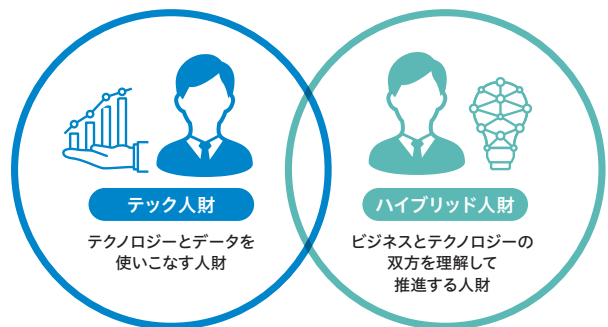 テック人財
テクノロジーとデータを
使いこなす人財
ハイブリッド人財
ビジネスとテクノロジーの
双方を理解して
推進する人財